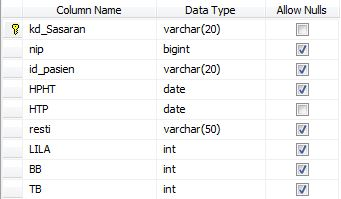 Column Name Data Type Allow Nulls
kd_Sasaran varchar(20)
nip bigint
id_pasien varchar(20)
HPHT date
HTP date
resti varchar(50)
LILA int
BB int
TB int